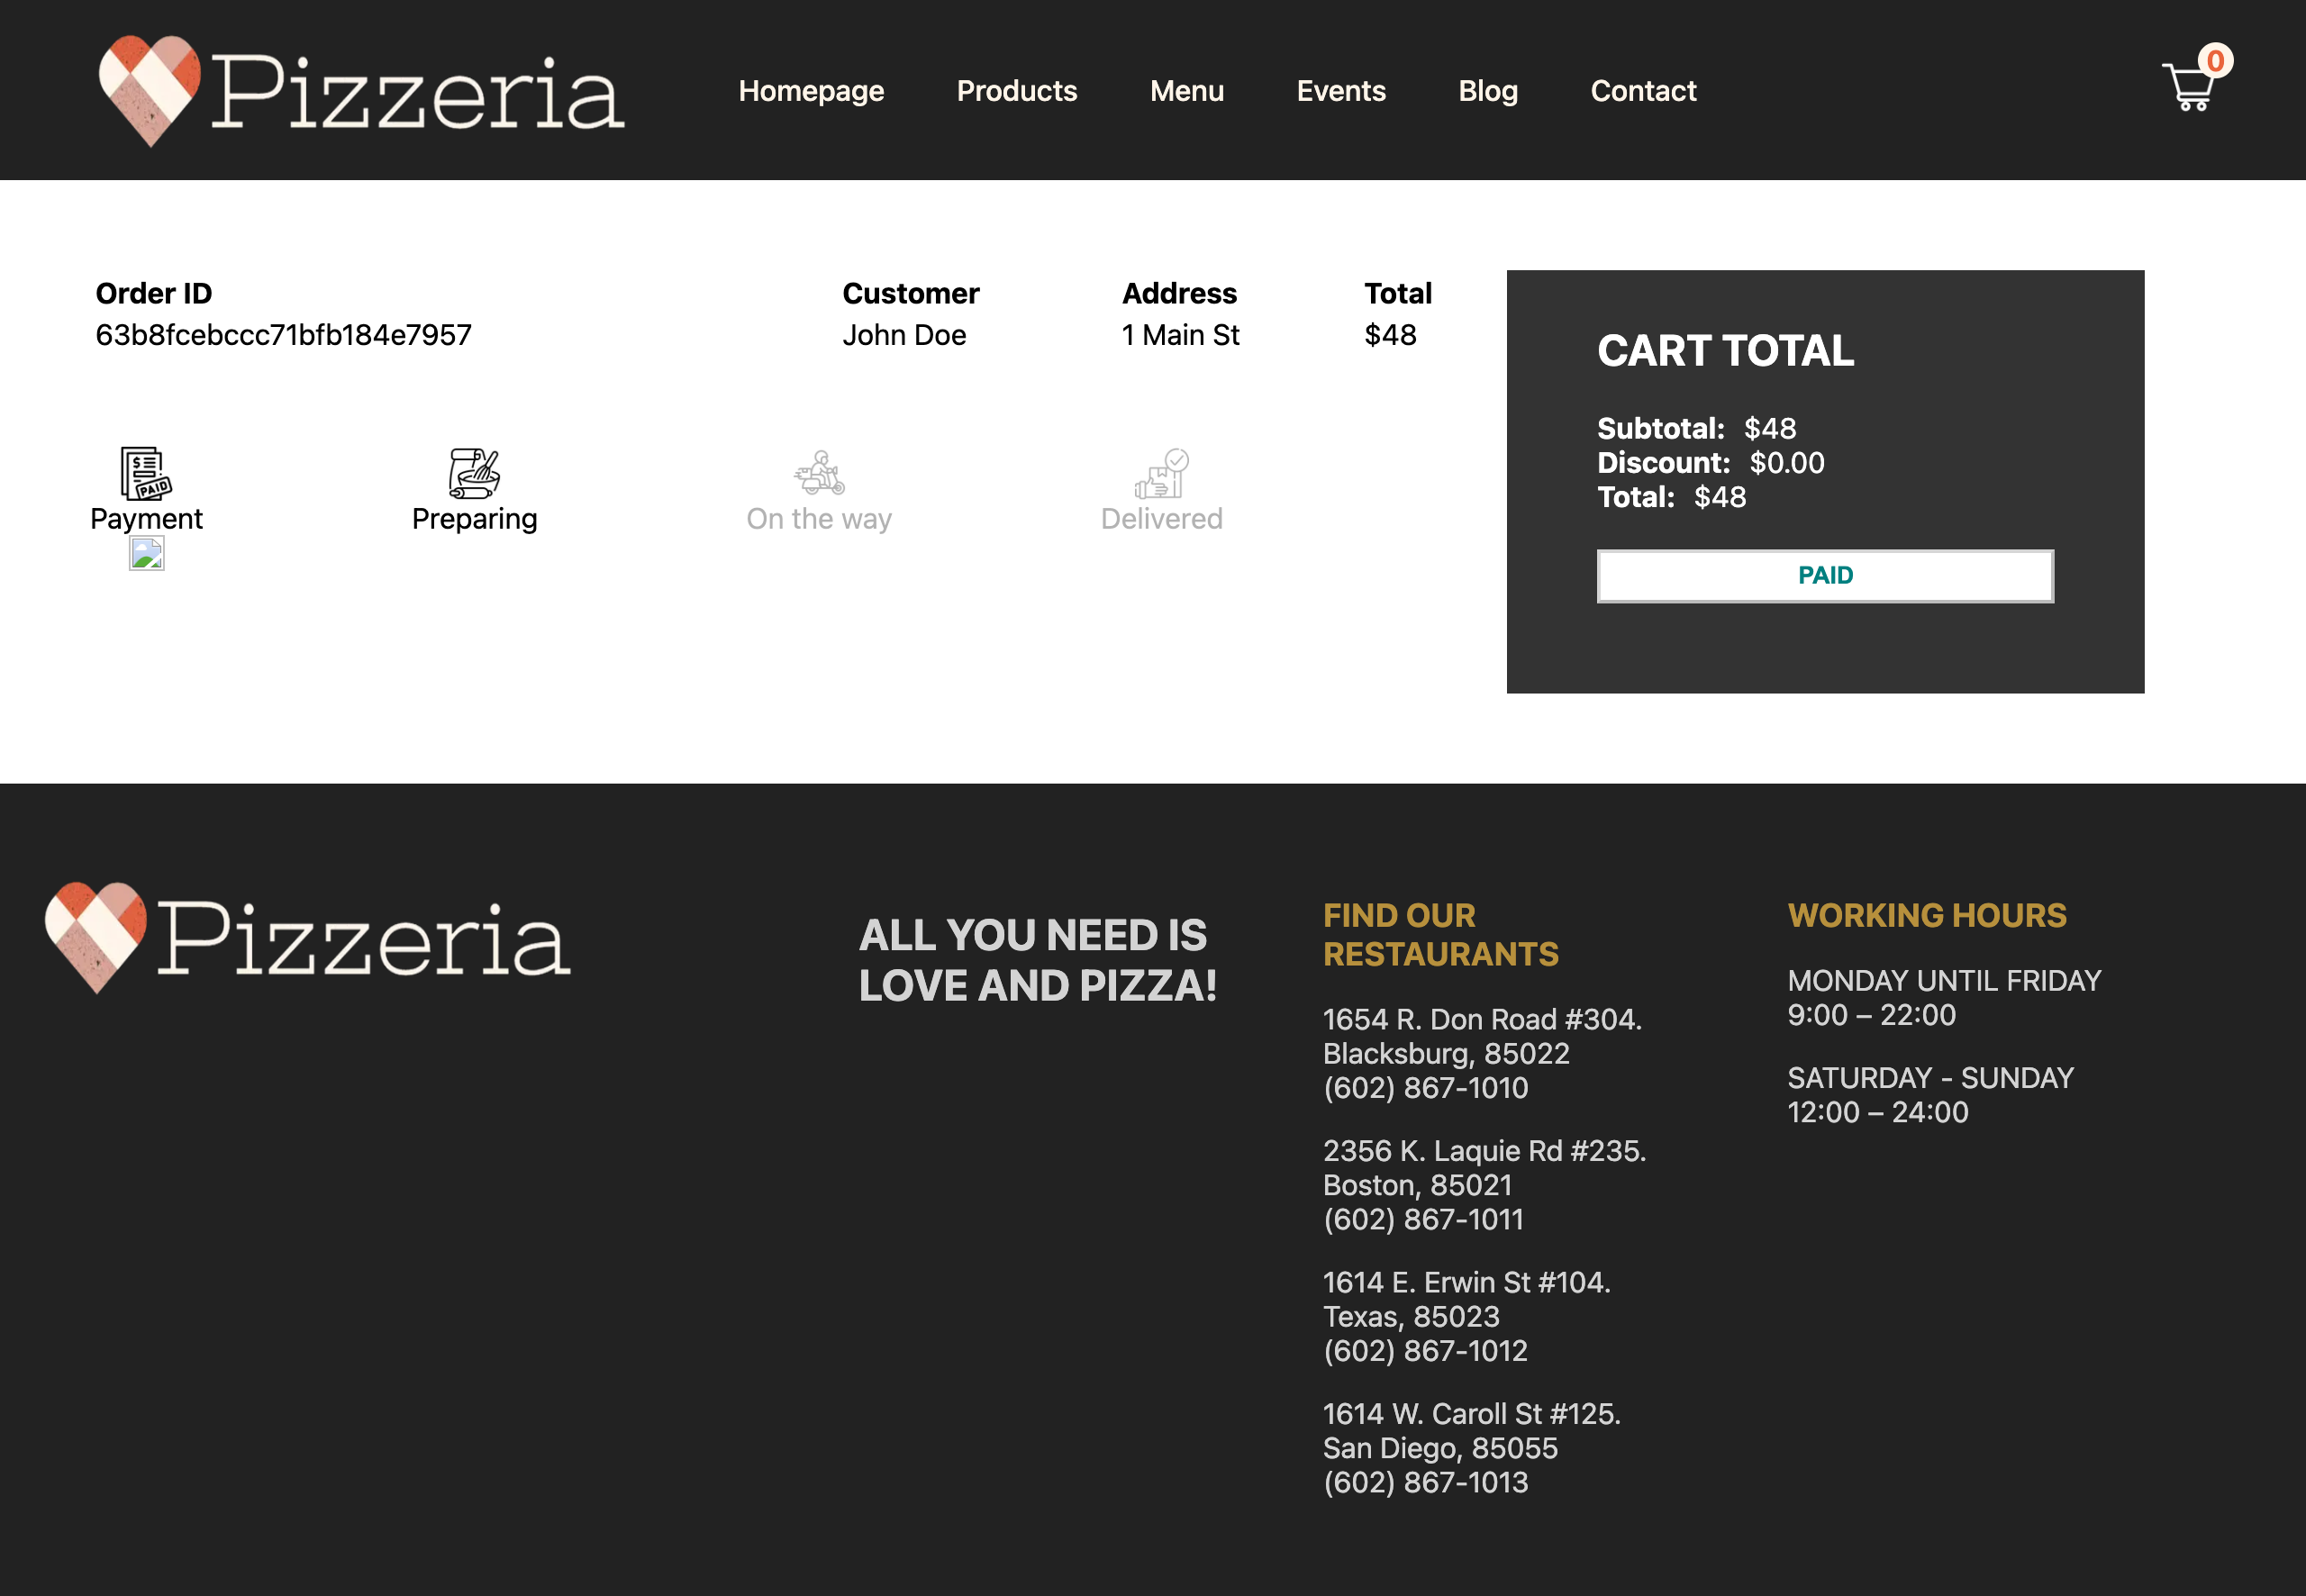 Pizzeria
Homepage Products Menu Events Blog Contact
0
Order ID Customer Address Total
63b8fcebccc71bfb184e7957 John Doe 1 Main St $48
$ PAID
Payment Preparing On the way Delivered
CART TOTAL
Subtotal: $48
Discount: $0.00
Total: $48
PAID
Pizzeria
ALL YOU NEED IS
LOVE AND PIZZA!
FIND OUR
RESTAURANTS
1654 R. Don Road #304.
Blacksburg, 85022
(602) 867-1010
2356 K. Laquie Rd #235.
Boston, 85021
(602) 867-1011
1614 E. Erwin St #104.
Texas, 85023
(602) 867-1012
1614 W. Caroll St #125.
San Diego, 85055
(602) 867-1013
WORKING HOURS
MONDAY UNTIL FRIDAY
9:00 – 22:00
SATURDAY - SUNDAY
12:00 – 24:00